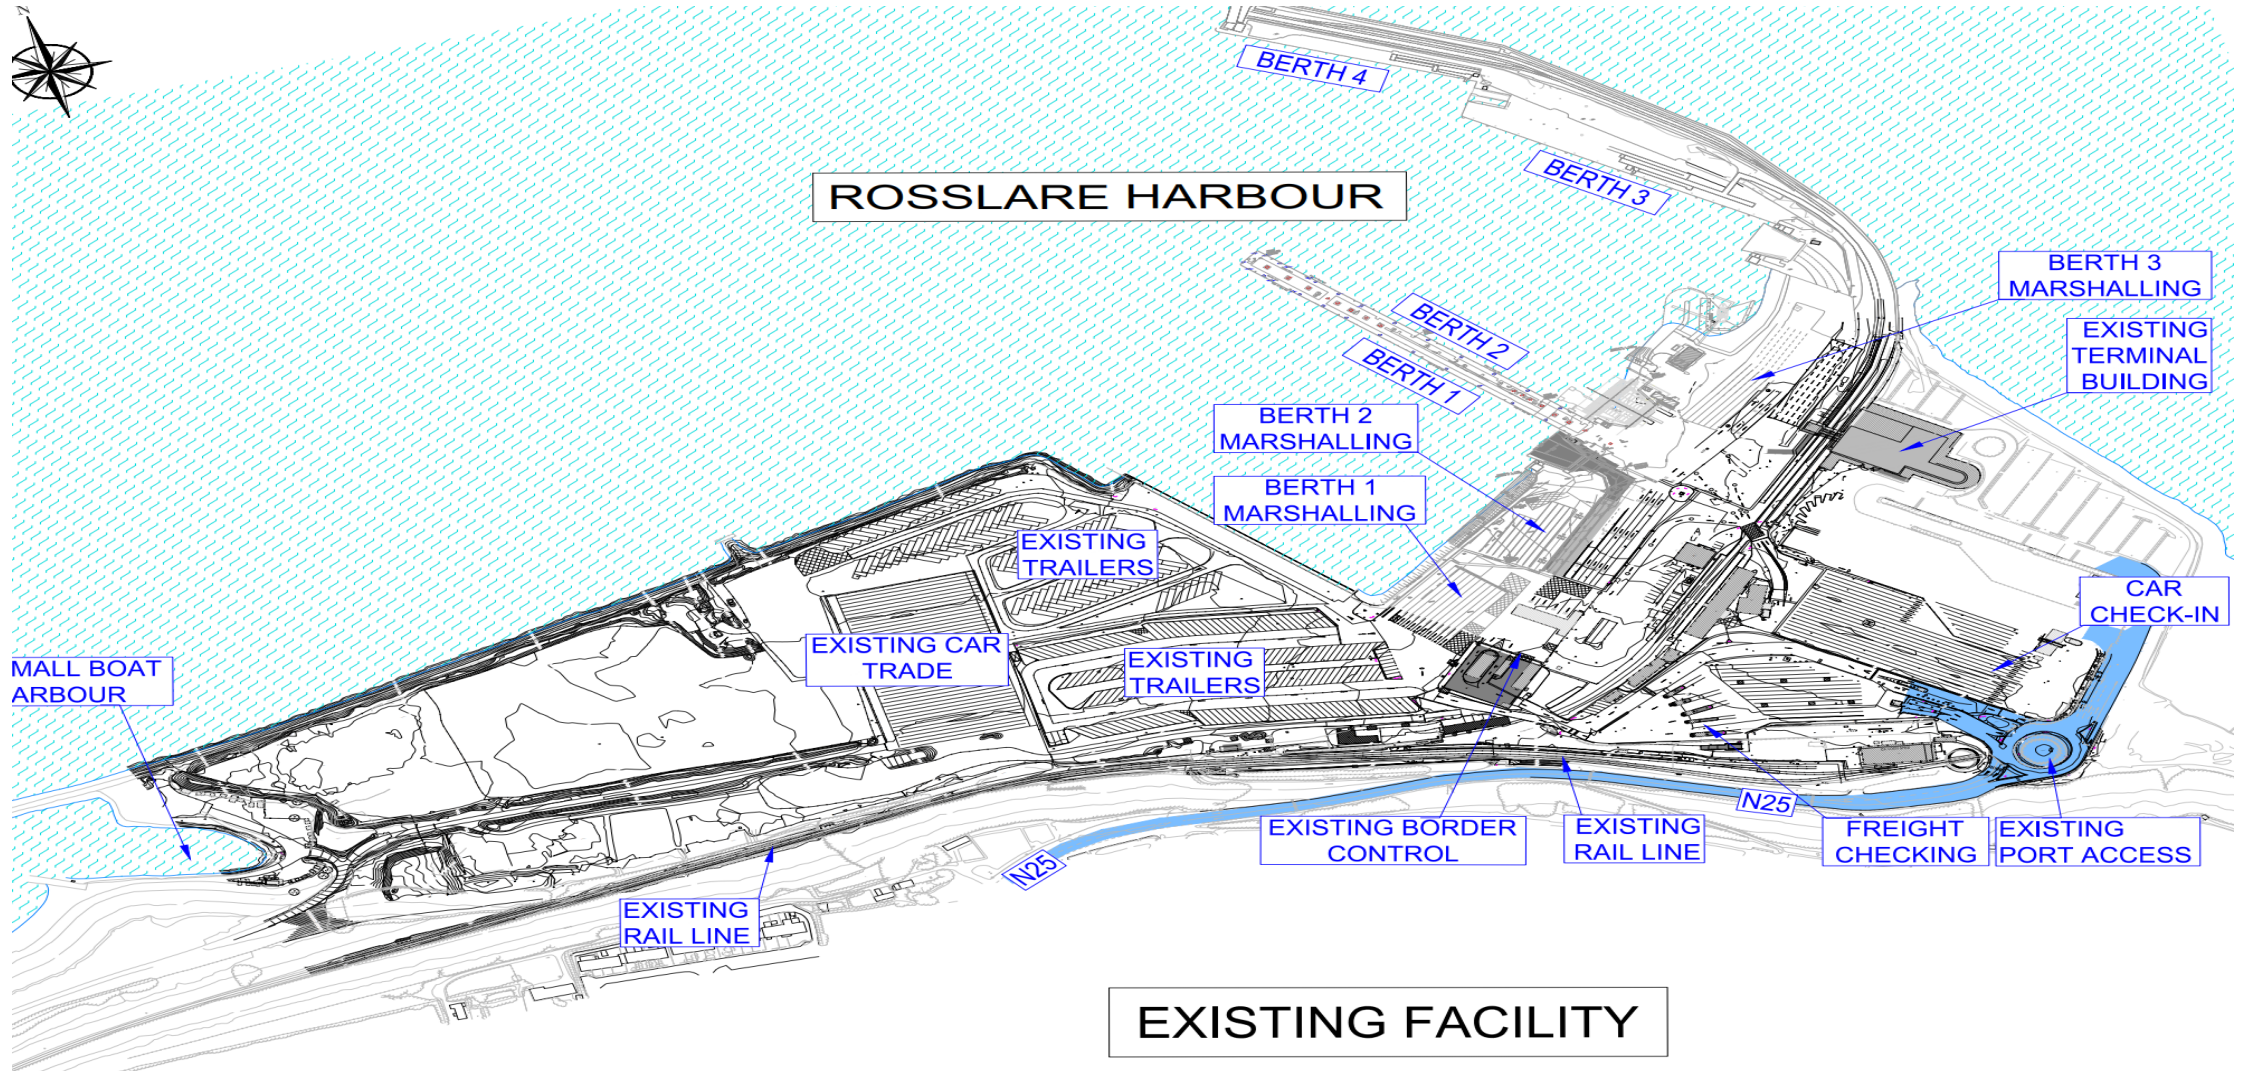 N
BERTH 4
ROSSLARE HARBOUR
BERTH 3
BERTH 3
MARSHALLING
BERTH 2
BERTH 1
EXISTING
TERMINAL
BUILDING
BERTH 2
MARSHALLING
BERTH 1
MARSHALLING
EXISTING
TRAILERS
CAR
CHECK-IN
EXISTING CAR
TRADE
EXISTING
TRAILERS
MALL BOAT
ARBOUR
N25
EXISTING BORDER
CONTROL
EXISTING
RAIL LINE
FREIGHT
CHECKING
EXISTING
PORT ACCESS
N25
EXISTING
RAIL LINE
EXISTING FACILITY